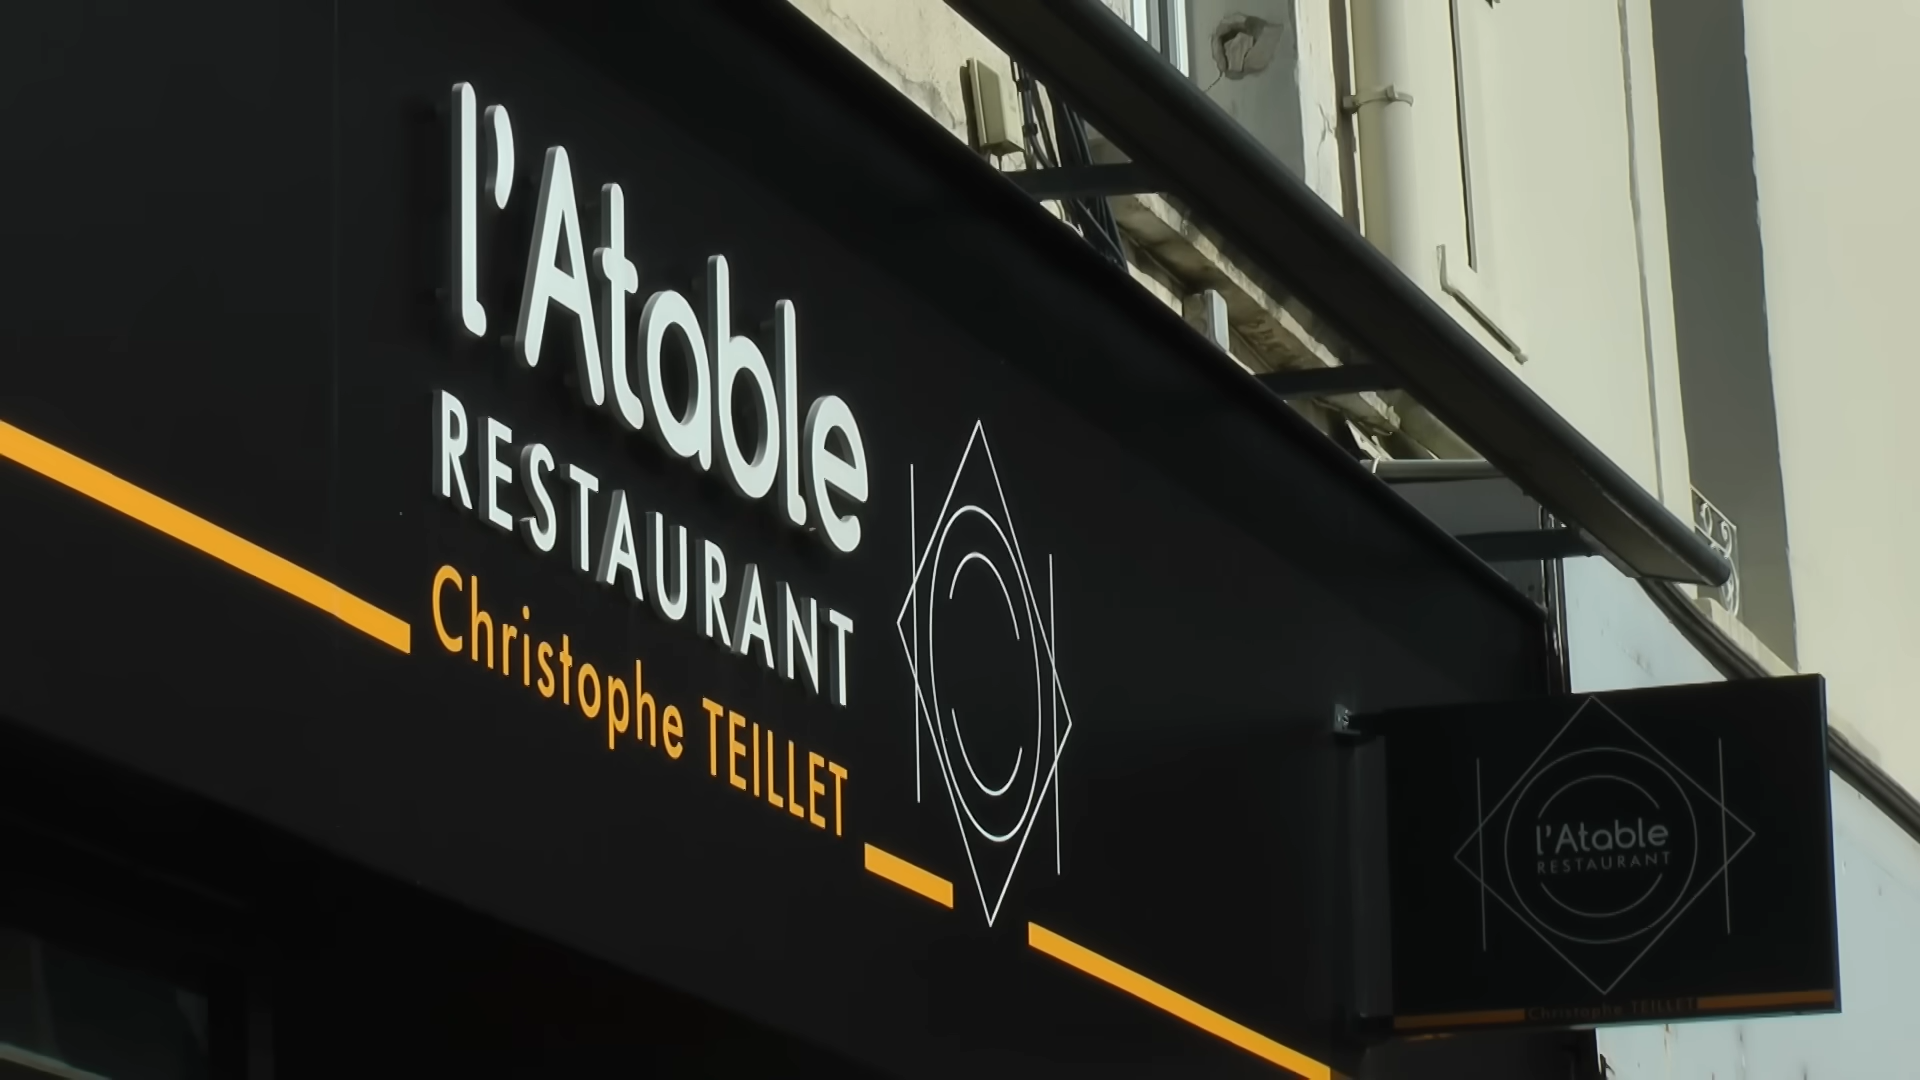 l'Atable
RESTAURANT
Christophe TEILLET
l'Atable
RESTAURANT
Christophe TEILLET